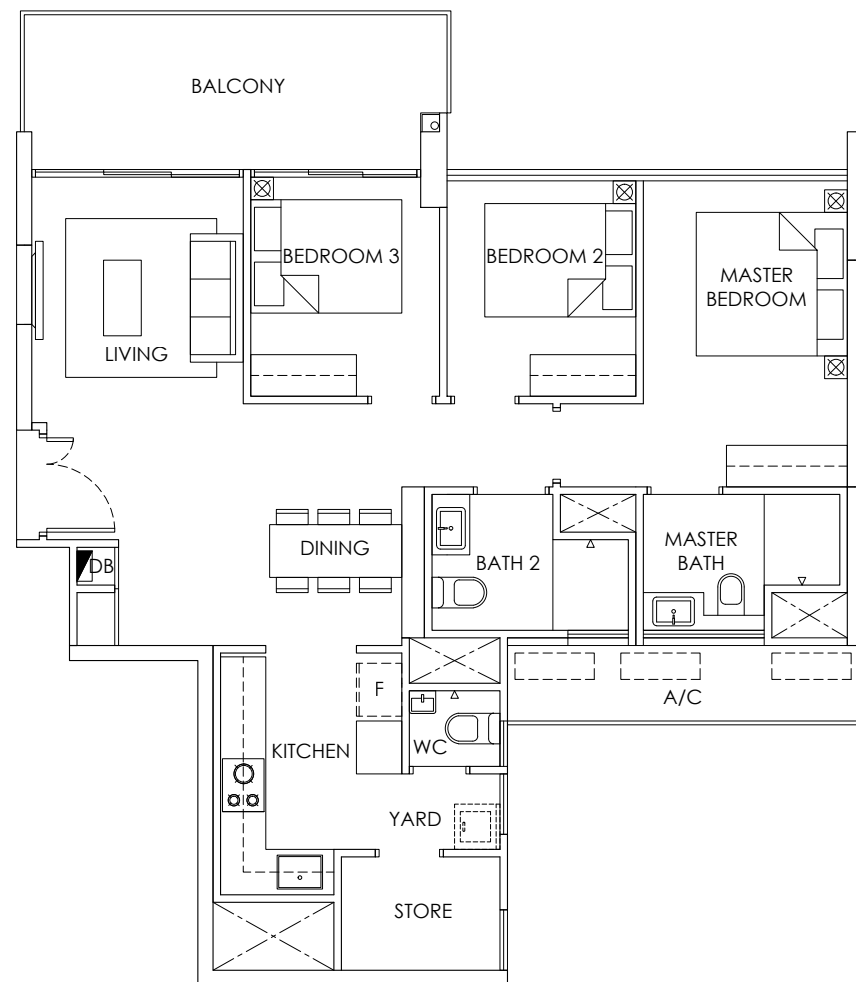 BALCONY
BEDROOM 3
BEDROOM 2
MASTER
BEDROOM
LIVING
DINING
BATH 2
MASTER
BATH
DB
F
A/C
KITCHEN
WC
YARD
STORE